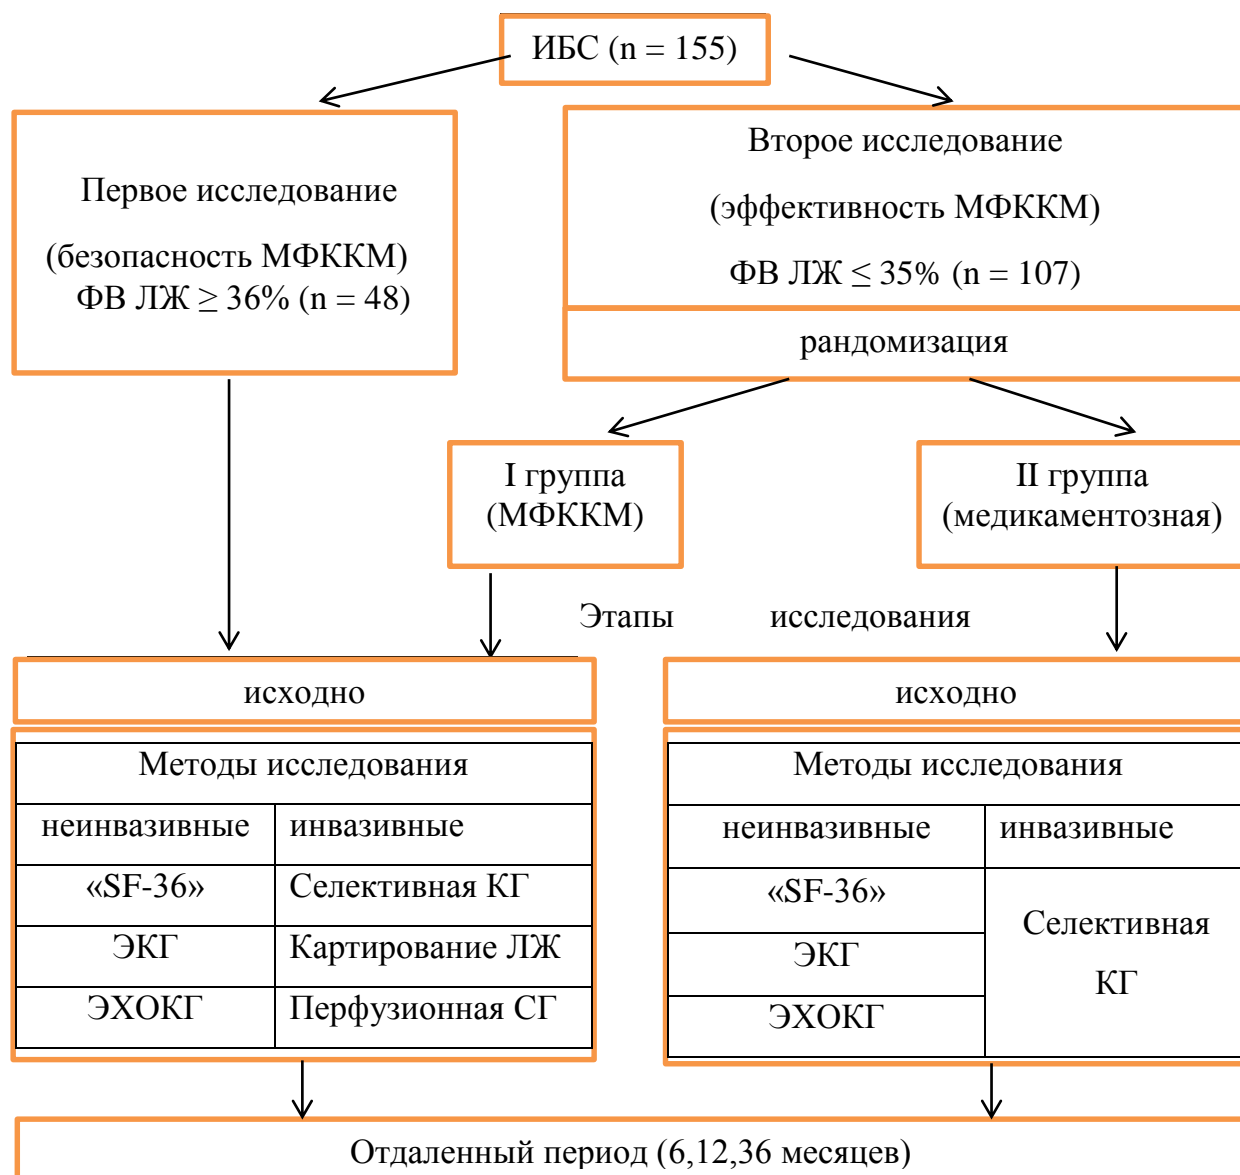 ИБС (n = 155)
Первое исследование
(безопасность МФККМ)
ФВ ЛЖ ≥ 36% (n = 48)
Второе исследование
(эффективность МФККМ)
ФВ ЛЖ ≤ 35% (n = 107)
рандомизация
I группа
(МФККМ)
II группа
(медикаментозная)
Этапы исследования
исходно
Методы исследования
неинвазивные инвазивные
«SF-36» Селективная КГ
ЭКГ Картирование ЛЖ
ЭХОКГ Перфузионная СГ
исходно
Методы исследования
неинвазивные инвазивные
«SF-36»
ЭКГ
ЭХОКГ
Селективная
КГ
Отдаленный период (6,12,36 месяцев)